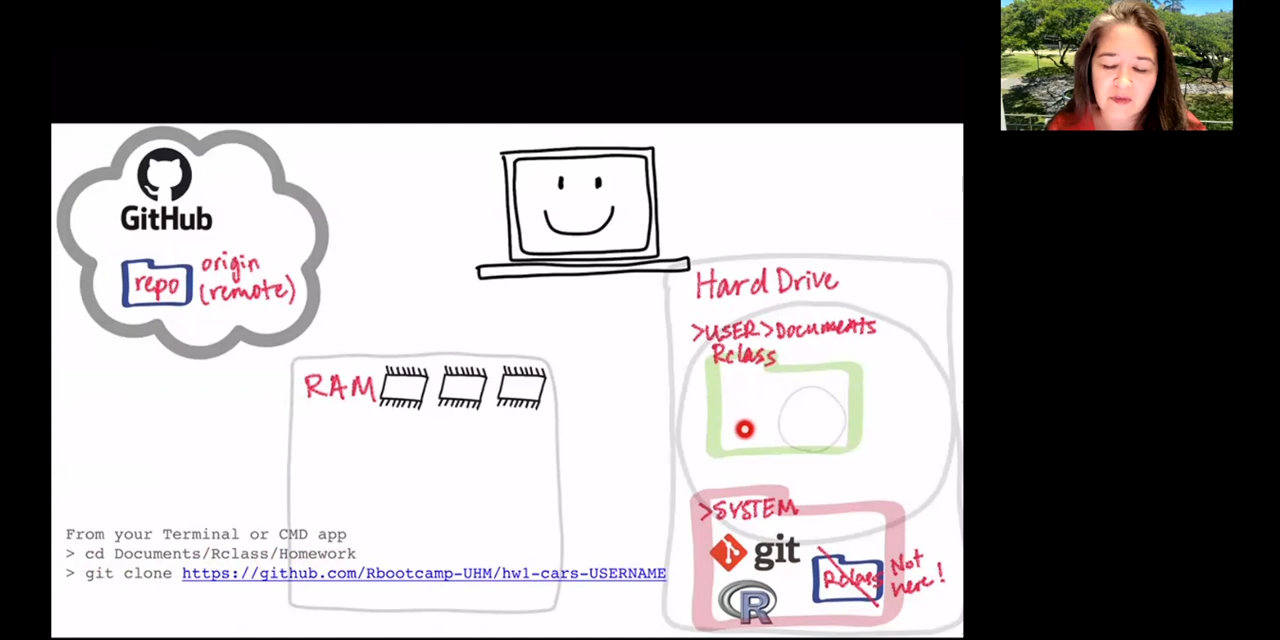 GitHub
repo
origin
(remote)
Hard Drive
>USER>Documents
Rclass
RAM
>SYSTEM
git
R
Rclass
Not
here!
From your Terminal or CMD app
> cd Documents/Rclass/Homework
> git clone https://github.com/Rbootcamp-UHM/hw1-cars-USERNAME